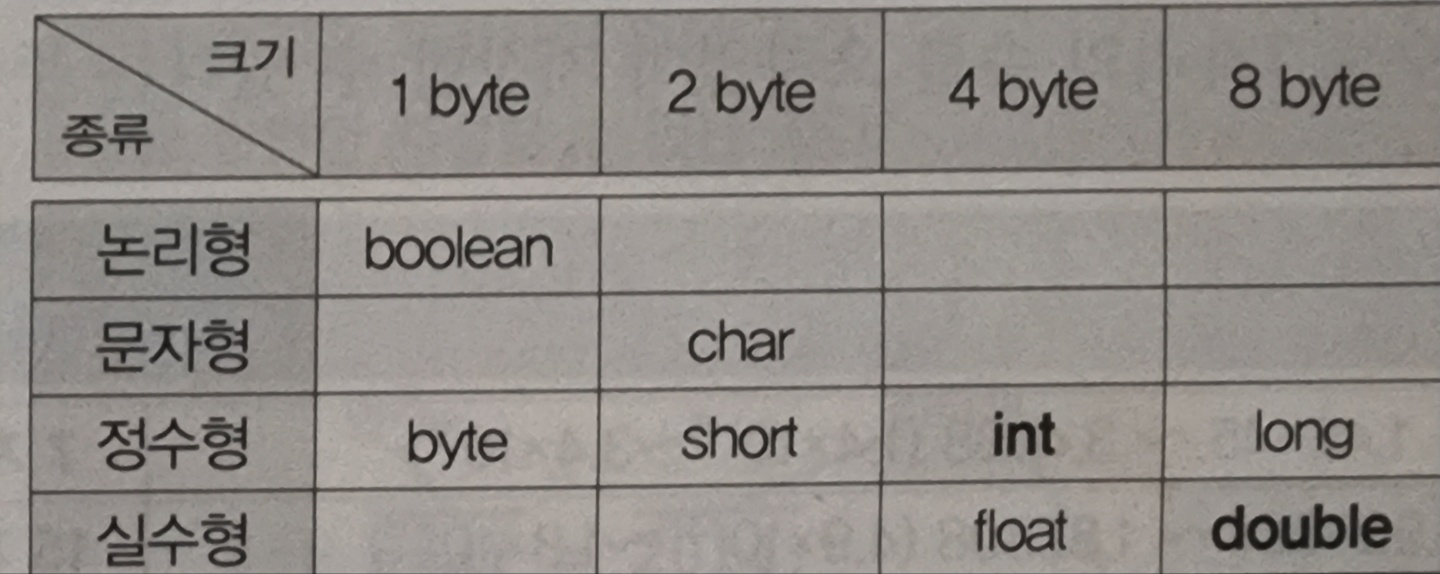 크기
종류
1 byte 2 byte 4 byte 8 byte
논리형 boolean
문자형 char
정수형 byte short int long
실수형 float double